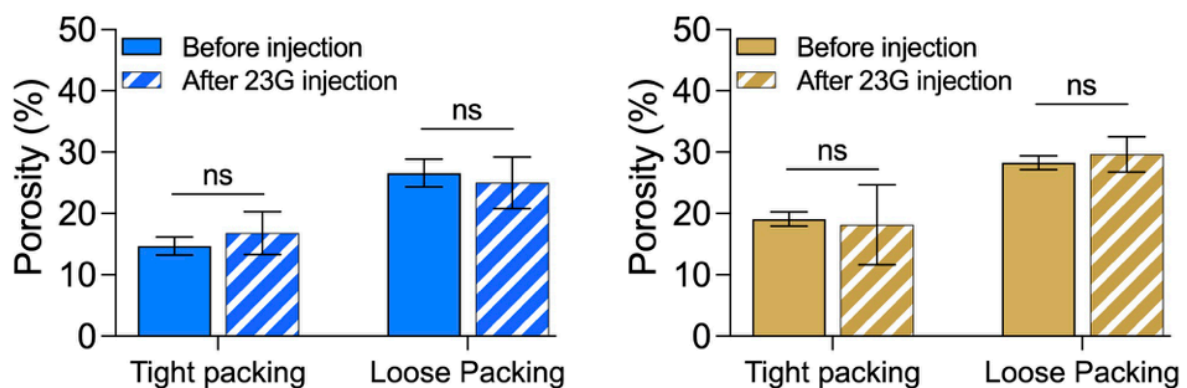 50
40
30
20
10
0
Porosity (%)
Before injection
After 23G injection
ns
ns
Tight packing
Loose Packing
50
40
30
20
10
0
Porosity (%)
Before injection
After 23G injection
ns
ns
Tight packing
Loose Packing